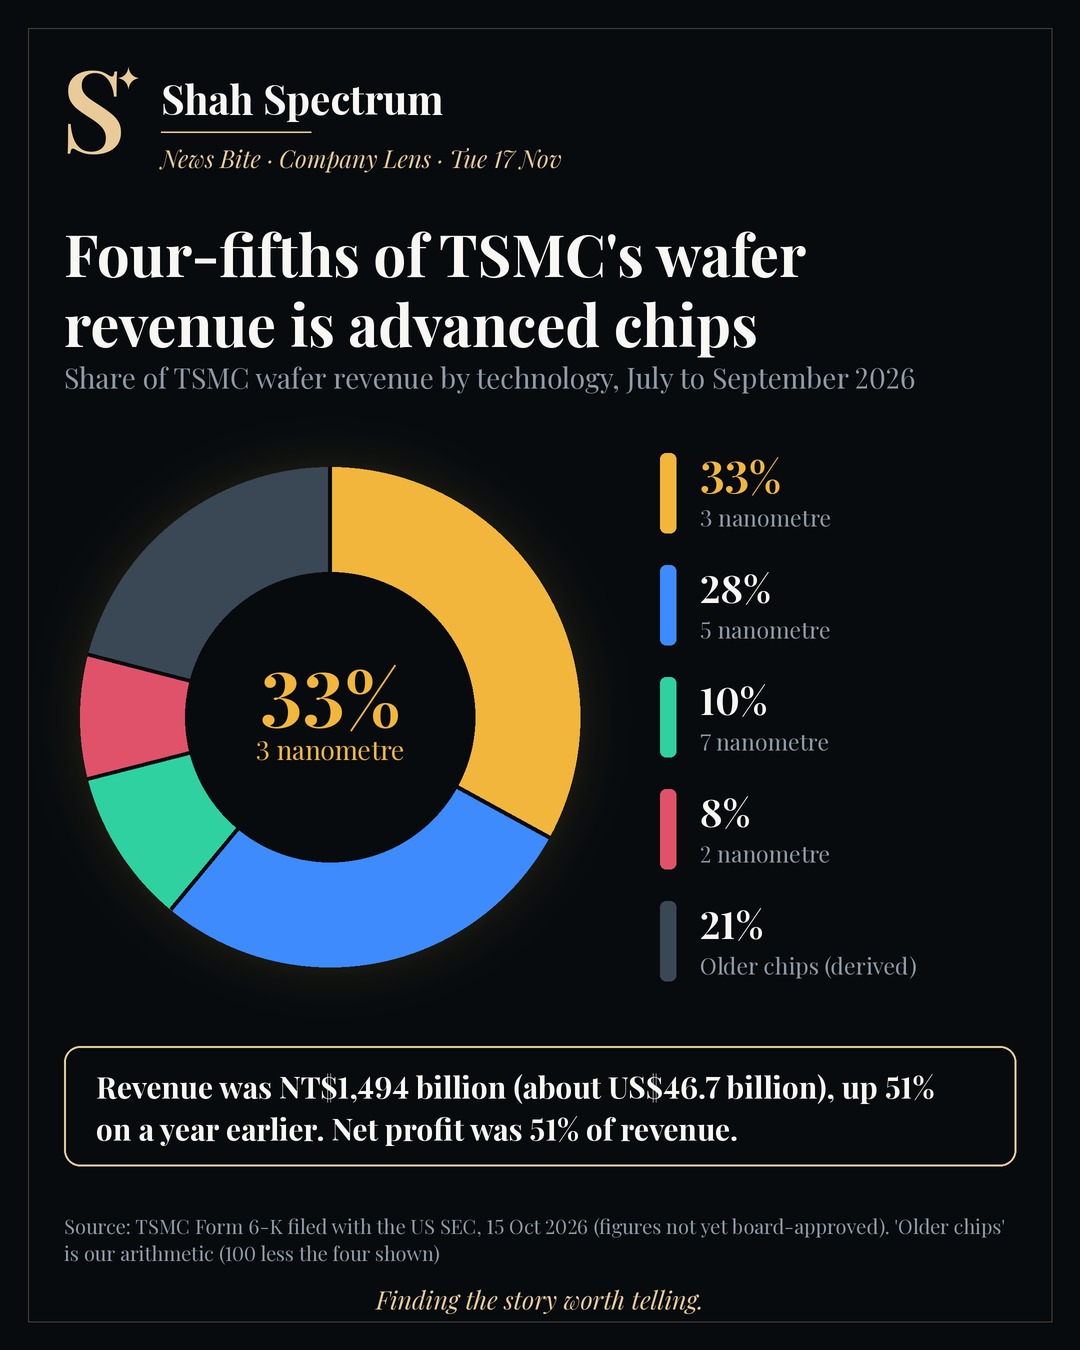 S
Shah Spectrum
News Bite · Company Lens · Tue 17 Nov
Four-fifths of TSMC's wafer
revenue is advanced chips
Share of TSMC wafer revenue by technology, July to September 2026
33%
3 nanometre
33%
3 nanometre
28%
5 nanometre
10%
7 nanometre
8%
2 nanometre
21%
Older chips (derived)
Revenue was NT$1,494 billion (about US$46.7 billion), up 51%
on a year earlier. Net profit was 51% of revenue.
Source: TSMC Form 6-K filed with the US SEC, 15 Oct 2026 (figures not yet board-approved). 'Older chips'
is our arithmetic (100 less the four shown)
Finding the story worth telling.